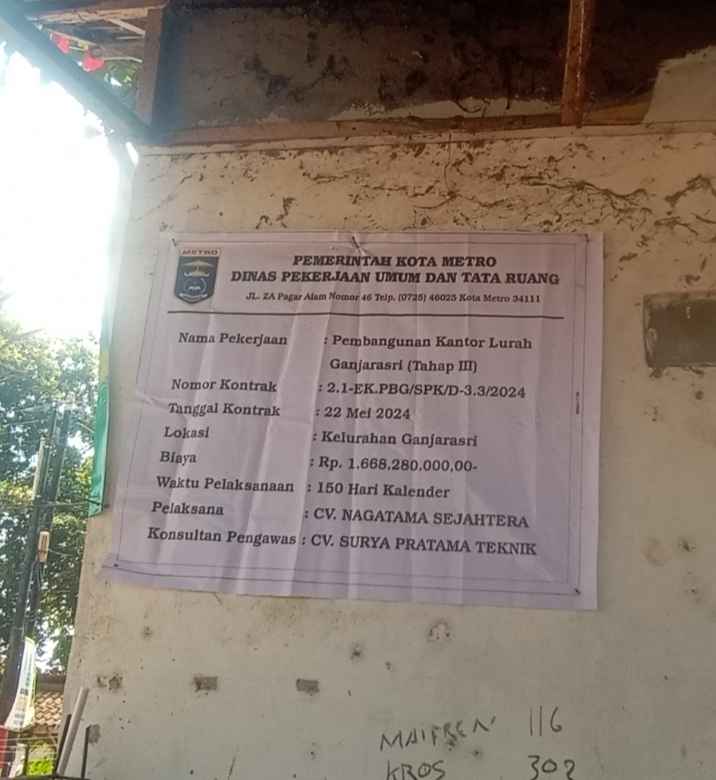 METRO
PEMERINTAH KOTA METRO
DINAS PEKERJAAN UMUM DAN TATA RUANG
JL. ZA Pagar Alam Nomor 46 Telp. (0725) 46025 Kota Metro 34111
Nama Pekerjaan : Pembangunan Kantor Lurah
Ganjarasri (Tahap III)
Nomor Kontrak : 2.1-EK.PBG/SPK/D-3.3/2024
Tanggal Kontrak : 22 Mei 2024
Lokasi : Kelurahan Ganjarasri
Biaya : Rp. 1.668.280.000,00-
Waktu Pelaksanaan : 150 Hari Kalender
Pelaksana : CV. NAGATAMA SEJAHTERA
Konsultan Pengawas : CV. SURYA PRATAMA TEKNIK
116
KROS 302